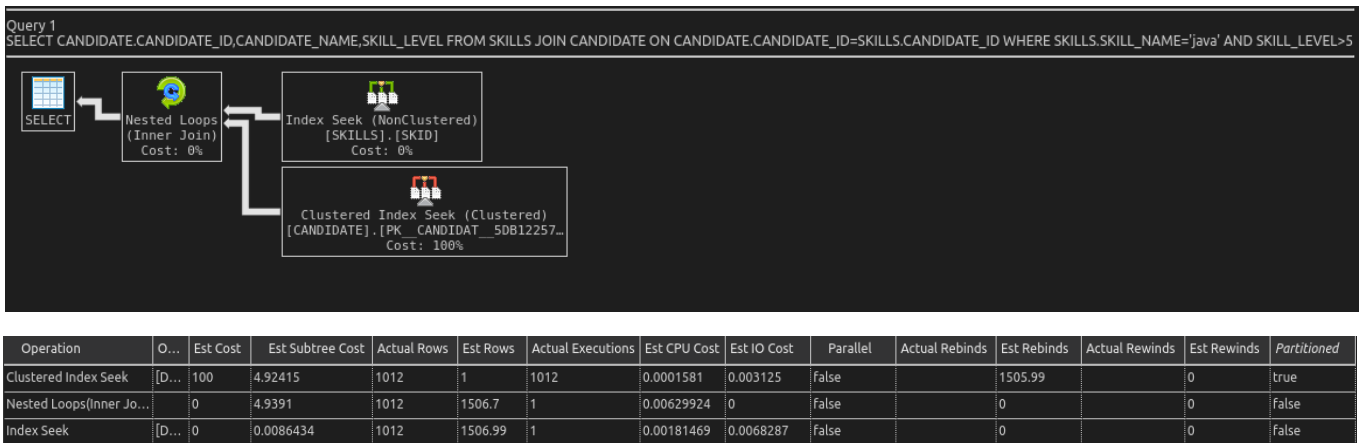 Query 1
SELECT CANDIDATE.CANDIDATE_ID,CANDIDATE_NAME,SKILL_LEVEL FROM SKILLS JOIN CANDIDATE ON CANDIDATE.CANDIDATE_ID=SKILLS.CANDIDATE_ID WHERE SKILLS.SKILL_NAME='java' AND SKILL_LEVEL>5
SELECT
Nested Loops
(Inner Join)
Cost: 0%
Index Seek (NonClustered)
[SKILLS].[SKID]
Cost: 0%
Clustered Index Seek (Clustered)
[CANDIDATE].[PK__CANDIDAT__5DB12257…
Cost: 100%
Operation O... Est Cost Est Subtree Cost Actual Rows Est Rows Actual Executions Est CPU Cost Est IO Cost Parallel Actual Rebinds Est Rebinds Actual Rewinds Est Rewinds Partitioned
Clustered Index Seek [D... 100 4.92415 1012 1 1012 0.0001581 0.003125 false 1505.99 0 true
Nested Loops(Inner Jo... 0 4.9391 1012 1506.7 1 0.00629924 0 false 0 0 false
Index Seek [D... 0 0.0086434 1012 1506.99 1 0.00181469 0.0068287 false 0 0 false